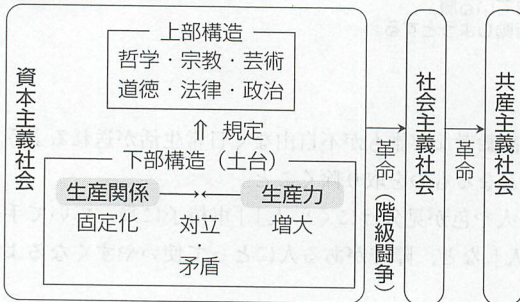 資本主義社会
上部構造
哲学・宗教・芸術
道徳・法律・政治
規定
下部構造(土台)
生産関係
生産力
固定化
対立
増大
矛盾
革命(階級闘争)
社会主義社会
革命
共産主義社会